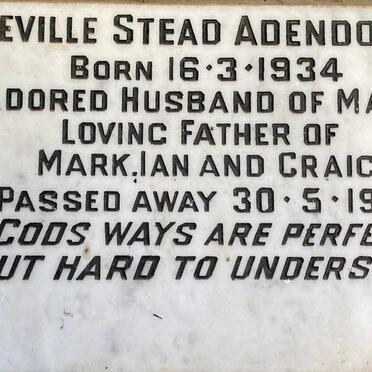 EVILLE STEAD ADENDO
BORN 16·3·1934
DORED HUSBAND OF MA
LOVING FATHER OF
MARK,IAN AND CRAIG
PASSED AWAY 30·5·19
GODS WAYS ARE PERFE
UT HARD TO UNDERS